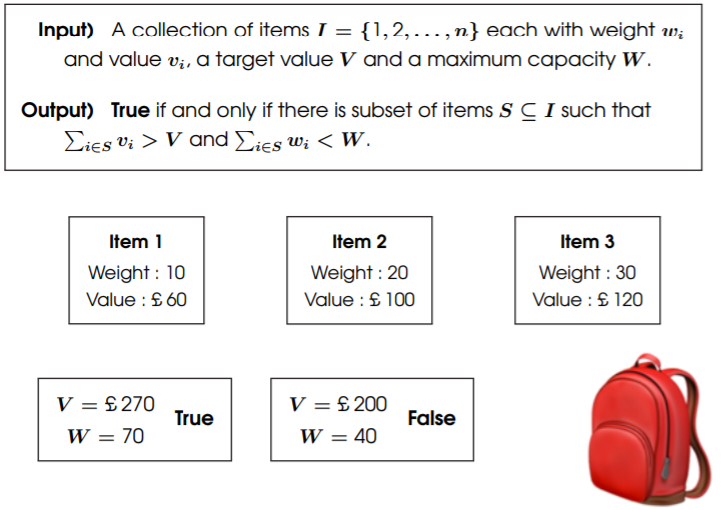 Input) A collection of items I = {1, 2, . . . , n} each with weight wᵢ
and value vᵢ, a target value V and a maximum capacity W.
Output) True if and only if there is subset of items S ⊆ I such that
∑ᵢ∈S vᵢ > V and ∑ᵢ∈S wᵢ < W.
Item 1
Weight : 10
Value : £ 60
Item 2
Weight : 20
Value : £ 100
Item 3
Weight : 30
Value : £ 120
V = £ 270
True
W = 70
V = £ 200
False
W = 40